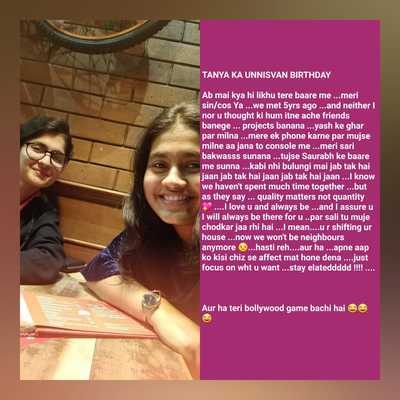 TANYA KA UNNISVAN BIRTHDAY
Ab mai kya hi likhu tere baare me ...meri
sin/cos Ya ...we met 5yrs ago ...and neither I
nor u thought ki hum itne ache friends
banege ... projects banana ...yash ke ghar
par milna ...mere ek phone karne par mujse
milne aa jana to console me ...meri sari
bakwasss sunana ...tujse Saurabh ke baare
me sunna ...kabi nhi bulungi mai jab tak hai
jaan jab tak hai jaan jab tak hai jaan ...I know
we haven't spent much time together ...but
as they say ... quality matters not quantity
💖 ....I love u and always be ...and I assure u
I will always be there for u ..par sali tu muje
chodkar jaa rhi hai ...I mean....u r shifting ur
house ...now we won't be neighbours
anymore 😔...hasti reh....aur ha ...apne aap
ko kisi chiz se affect mat hone dena ....just
focus on wht u want ...stay elateddddd !!!! ....
Aur ha teri bollywood game bachi hai 😂😂
😂